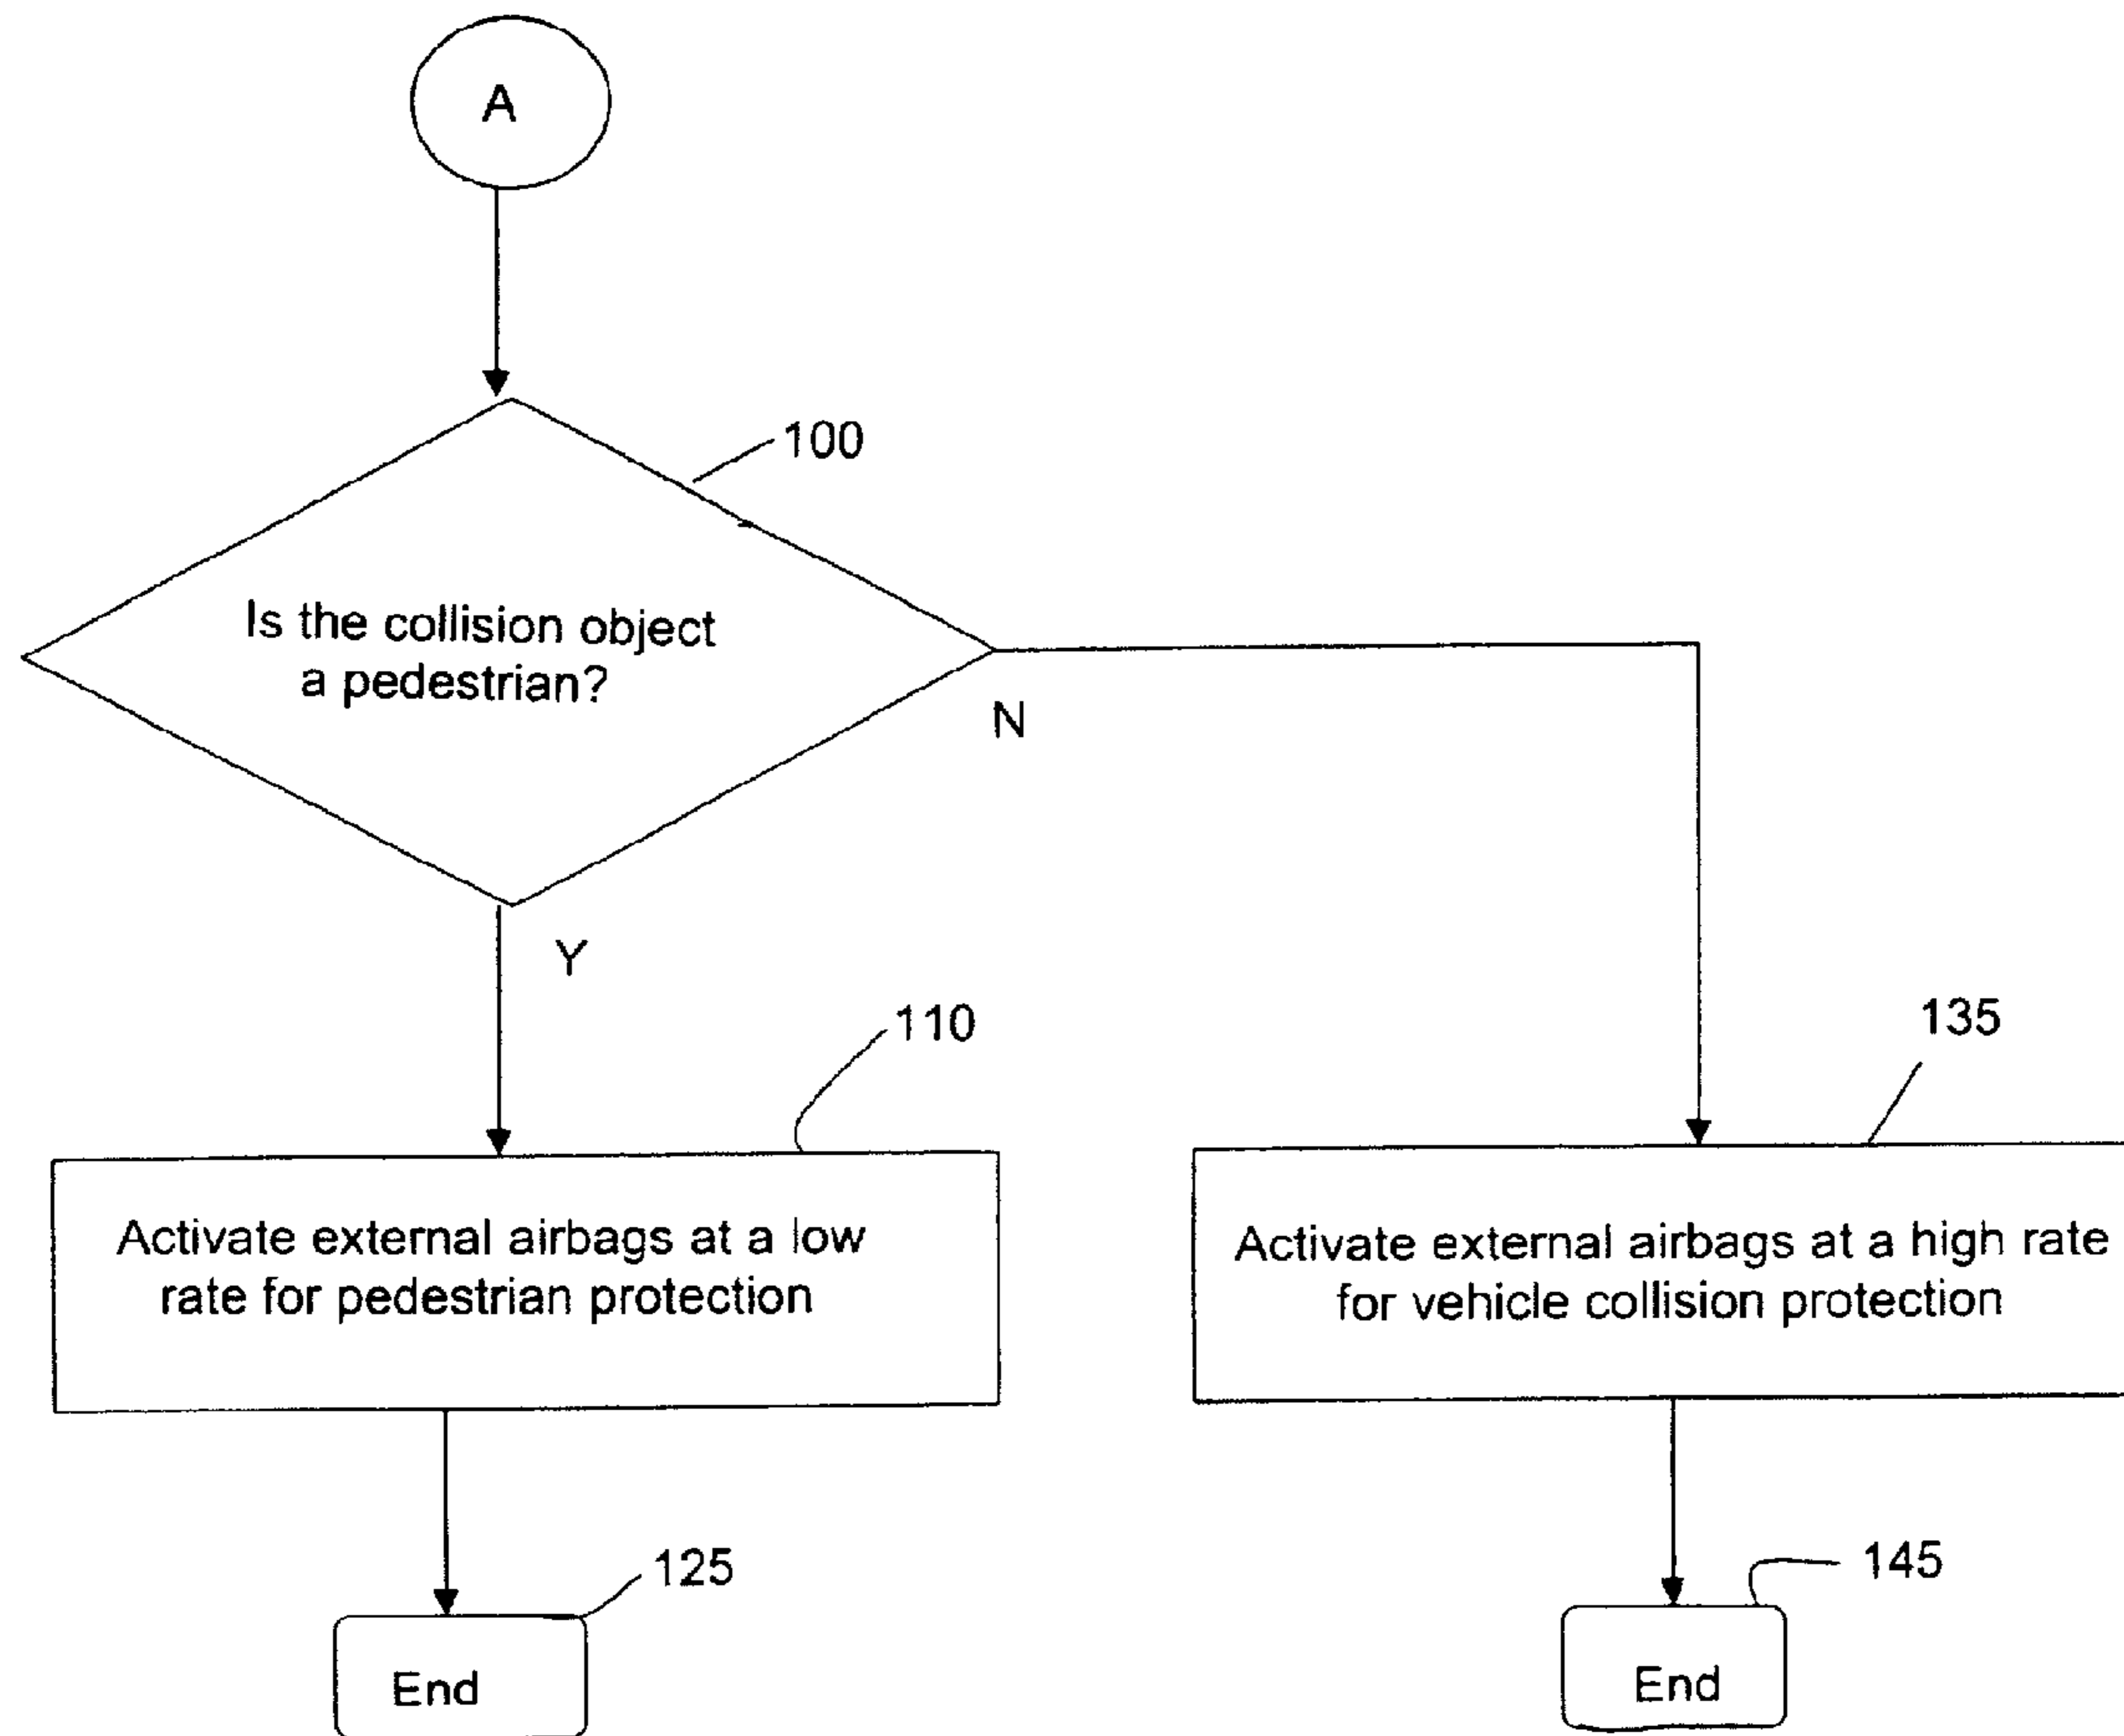 A
100
Is the collision object
a pedestrian?
N
Y
110
135
Activate external airbags at a low
rate for pedestrian protection
Activate external airbags at a high rate
for vehicle collision protection
125
145
End
End